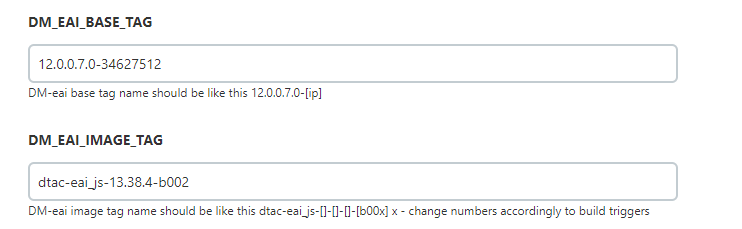 DM_EAI_BASE_TAG
12.0.0.7.0-34627512
DM-eai base tag name should be like this 12.0.0.7.0-[ip]
DM_EAI_IMAGE_TAG
dtac-eai_js-13.38.4-b002
DM-eai image tag name should be like this dtac-eai_js-[]-[]-[]-[b00x] x - change numbers accordingly to build triggers